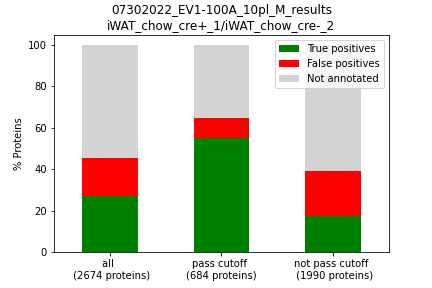 07302022_EV1-100A_10pl_M_results
iWAT_chow_cre+_1/iWAT_chow_cre-_2
True positives
False positives
Not annotated
% Proteins
100
80
60
40
20
0
all
(2674 proteins)
pass cutoff
(684 proteins)
not pass cutoff
(1990 proteins)